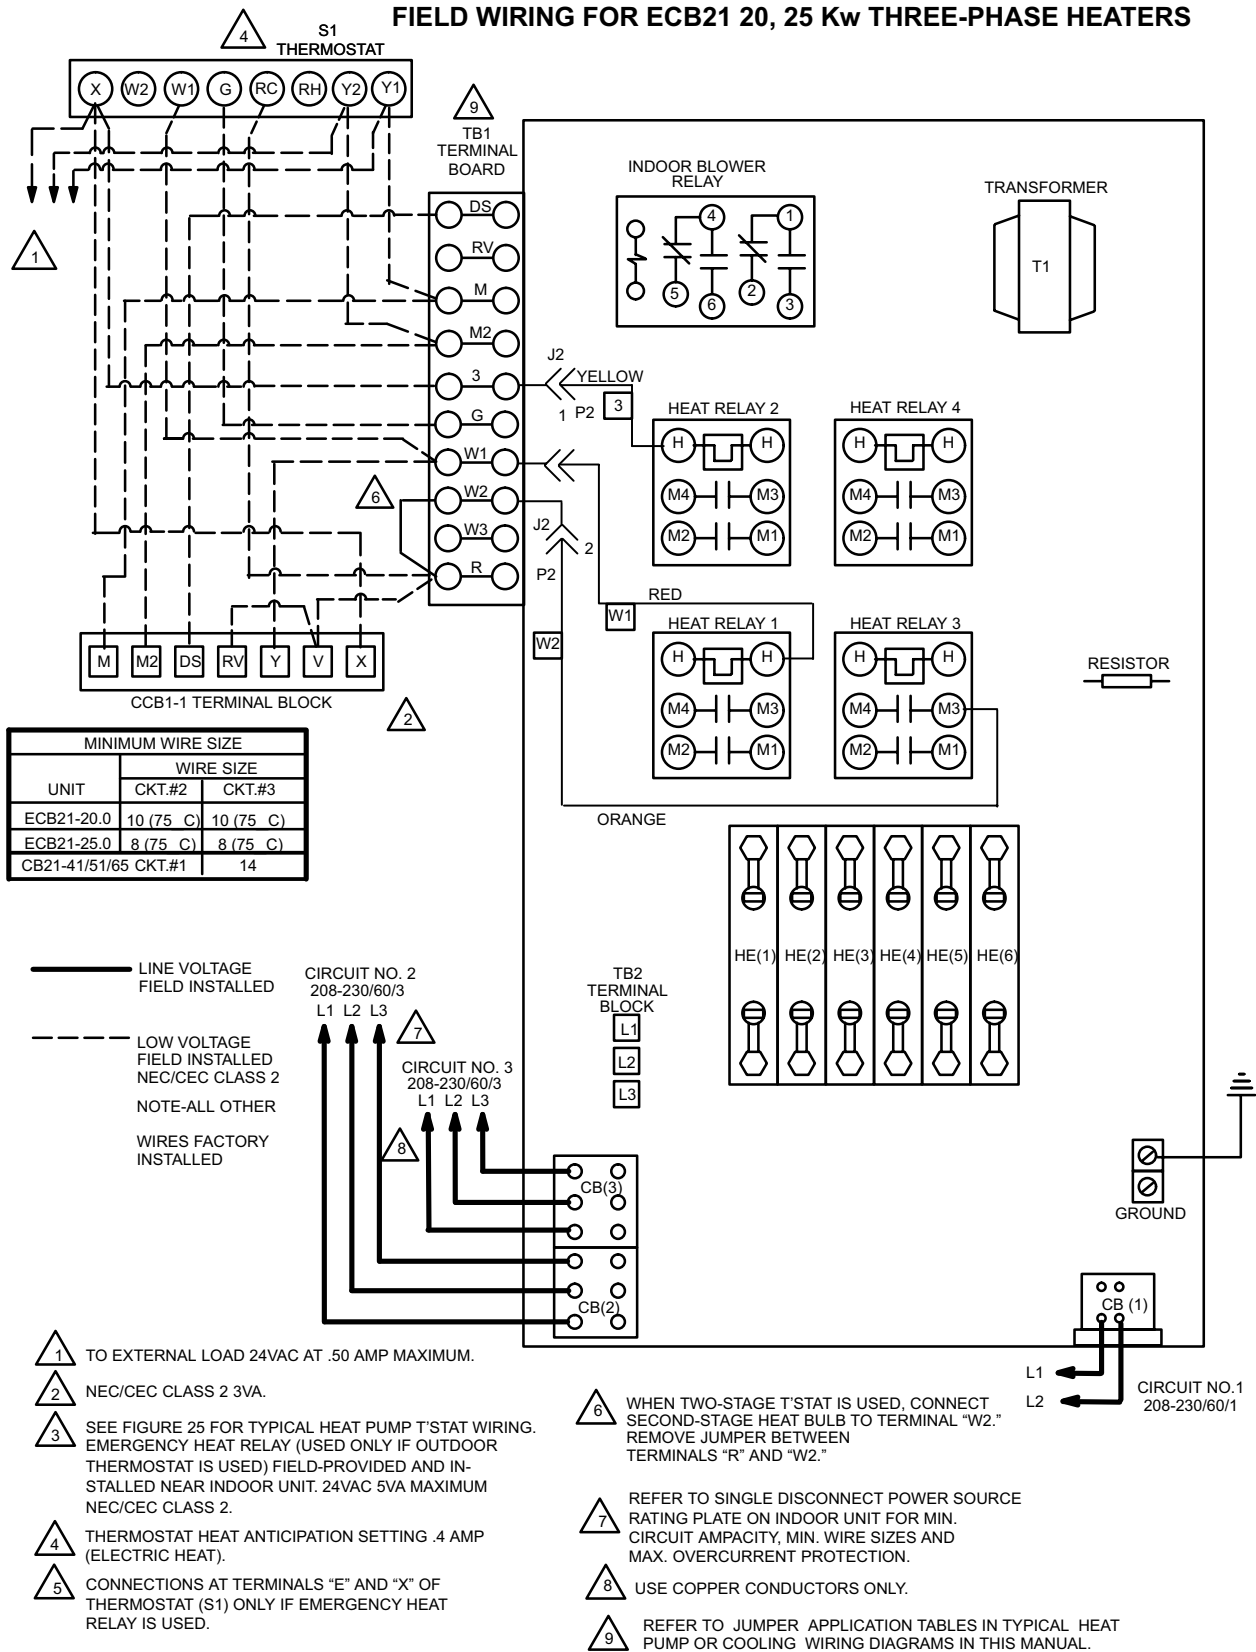 FIELD WIRING FOR ECB21 20, 25 Kw THREE-PHASE HEATERS
4
S1
THERMOSTAT
X W2 W1 G RC RH Y2 Y1
1
9
TB1
TERMINAL
BOARD
DS
RV
M
M2
3
G
W1
W2
W3
R
6
INDOOR BLOWER
RELAY
4 1
5 6 2 3
TRANSFORMER
T1
J2
YELLOW
1 P2 3
HEAT RELAY 2
H H
M4 M3
M2 M1
HEAT RELAY 4
H H
M4 M3
M2 M1
J2
2
P2
RED
W1
W2
HEAT RELAY 1
H H
M4 M3
M2 M1
HEAT RELAY 3
H H
M4 M3
M2 M1
RESISTOR
ORANGE
M M2 DS RV Y V X
CCB1-1 TERMINAL BLOCK
2
MINIMUM WIRE SIZE
WIRE SIZE
UNIT CKT.#2 CKT.#3
ECB21-20.0 10 (75 C) 10 (75 C)
ECB21-25.0 8 (75 C) 8 (75 C)
CB21-41/51/65 CKT.#1 14
HE(1) HE(2) HE(3) HE(4) HE(5) HE(6)
LINE VOLTAGE
FIELD INSTALLED
LOW VOLTAGE
FIELD INSTALLED
NEC/CEC CLASS 2
NOTE-ALL OTHER
WIRES FACTORY
INSTALLED
CIRCUIT NO. 2
208-230/60/3
L1 L2 L3
7
CIRCUIT NO. 3
208-230/60/3
L1 L2 L3
8
TB2
TERMINAL
BLOCK
L1
L2
L3
CB(3)
CB(2)
GROUND
CB (1)
L1
L2
CIRCUIT NO.1
208-230/60/1
1 TO EXTERNAL LOAD 24VAC AT .50 AMP MAXIMUM.
2 NEC/CEC CLASS 2 3VA.
3 SEE FIGURE 25 FOR TYPICAL HEAT PUMP T'STAT WIRING.
EMERGENCY HEAT RELAY (USED ONLY IF OUTDOOR
THERMOSTAT IS USED) FIELD-PROVIDED AND IN-
STALLED NEAR INDOOR UNIT. 24VAC 5VA MAXIMUM
NEC/CEC CLASS 2.
4 THERMOSTAT HEAT ANTICIPATION SETTING .4 AMP
(ELECTRIC HEAT).
5 CONNECTIONS AT TERMINALS “E” AND “X” OF
THERMOSTAT (S1) ONLY IF EMERGENCY HEAT
RELAY IS USED.
6 WHEN TWO-STAGE T'STAT IS USED, CONNECT
SECOND-STAGE HEAT BULB TO TERMINAL “W2.”
REMOVE JUMPER BETWEEN
TERMINALS “R” AND “W2.”
7 REFER TO SINGLE DISCONNECT POWER SOURCE
RATING PLATE ON INDOOR UNIT FOR MIN.
CIRCUIT AMPACITY, MIN. WIRE SIZES AND
MAX. OVERCURRENT PROTECTION.
8 USE COPPER CONDUCTORS ONLY.
9 REFER TO JUMPER APPLICATION TABLES IN TYPICAL HEAT
PUMP OR COOLING WIRING DIAGRAMS IN THIS MANUAL.